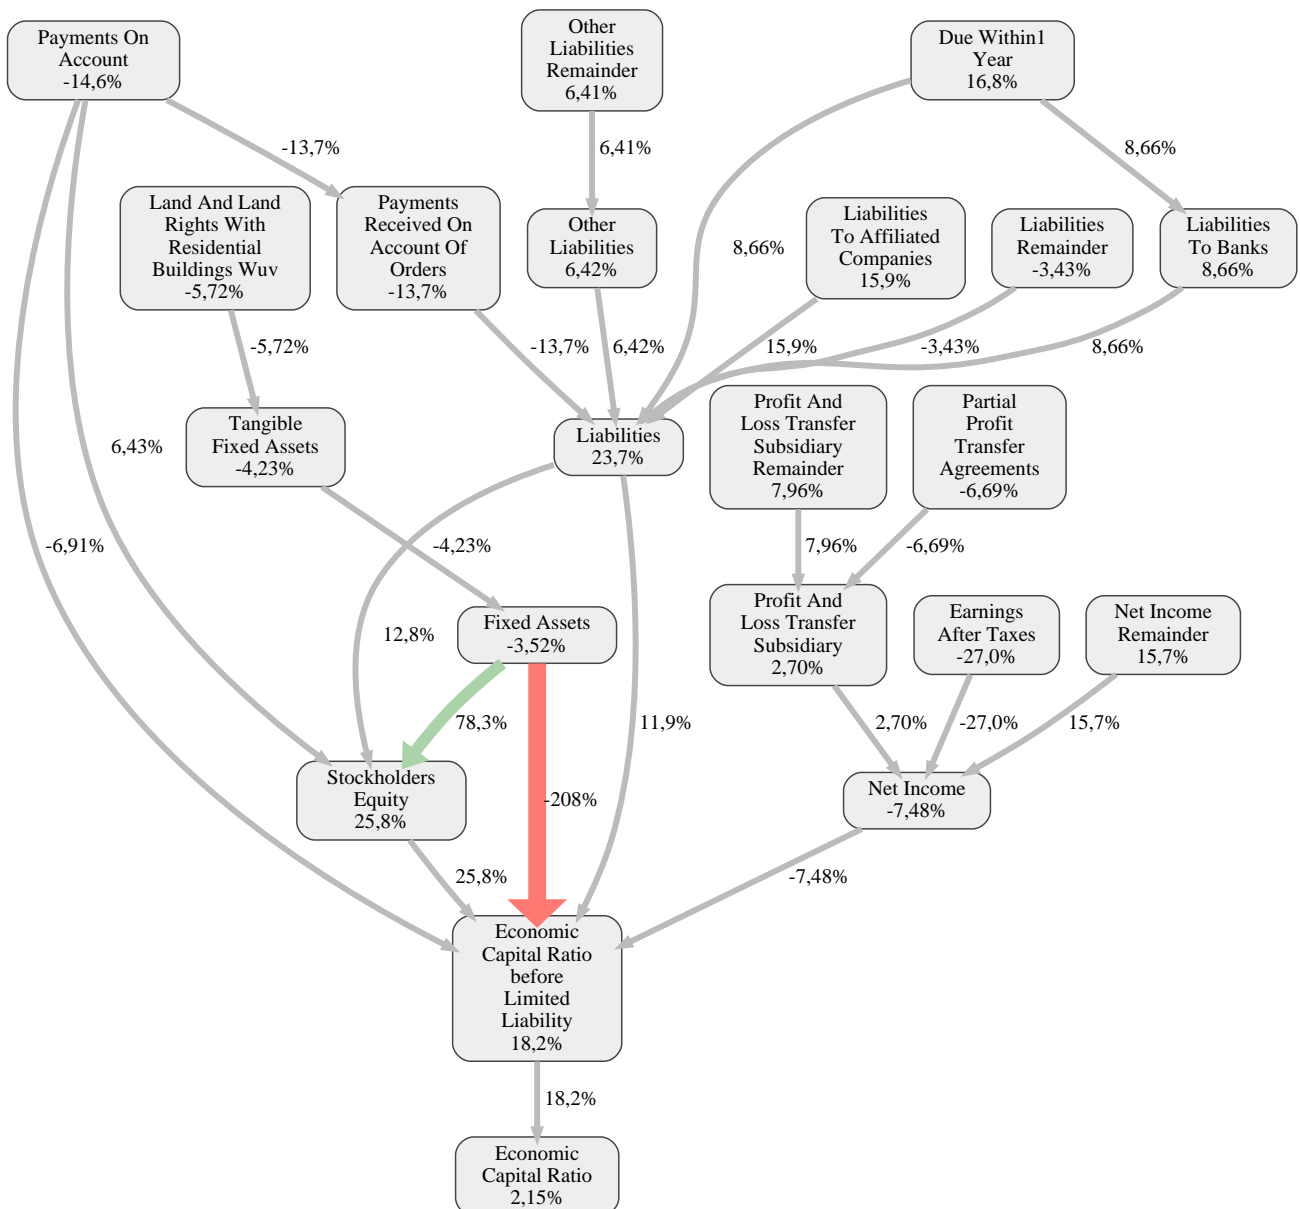 Payments On
Account
-14,6%
Other
Liabilities
Remainder
6,41%
Due Within1
Year
16,8%
-13,7%
6,41%
8,66%
Land And Land
Rights With
Residential
Buildings Wuv
-5,72%
Payments
Received On
Account Of
Orders
-13,7%
Other
Liabilities
6,42%
8,66%
Liabilities
To Affiliated
Companies
15,9%
Liabilities
Remainder
-3,43%
Liabilities
To Banks
8,66%
-5,72%
-13,7%
6,42%
15,9%
-3,43%
8,66%
6,43%
Tangible
Fixed Assets
-4,23%
Liabilities
23,7%
Profit And
Loss Transfer
Subsidiary
Remainder
7,96%
Partial
Profit
Transfer
Agreements
-6,69%
-6,91%
-4,23%
7,96%
-6,69%
12,8%
Fixed Assets
-3,52%
Profit And
Loss Transfer
Subsidiary
2,70%
Earnings
After Taxes
-27,0%
Net Income
Remainder
15,7%
78,3%
11,9%
2,70%
-27,0%
15,7%
Stockholders
Equity
25,8%
-208%
Net Income
-7,48%
25,8%
-7,48%
Economic
Capital Ratio
before
Limited
Liability
18,2%
18,2%
Economic
Capital Ratio
2,15%